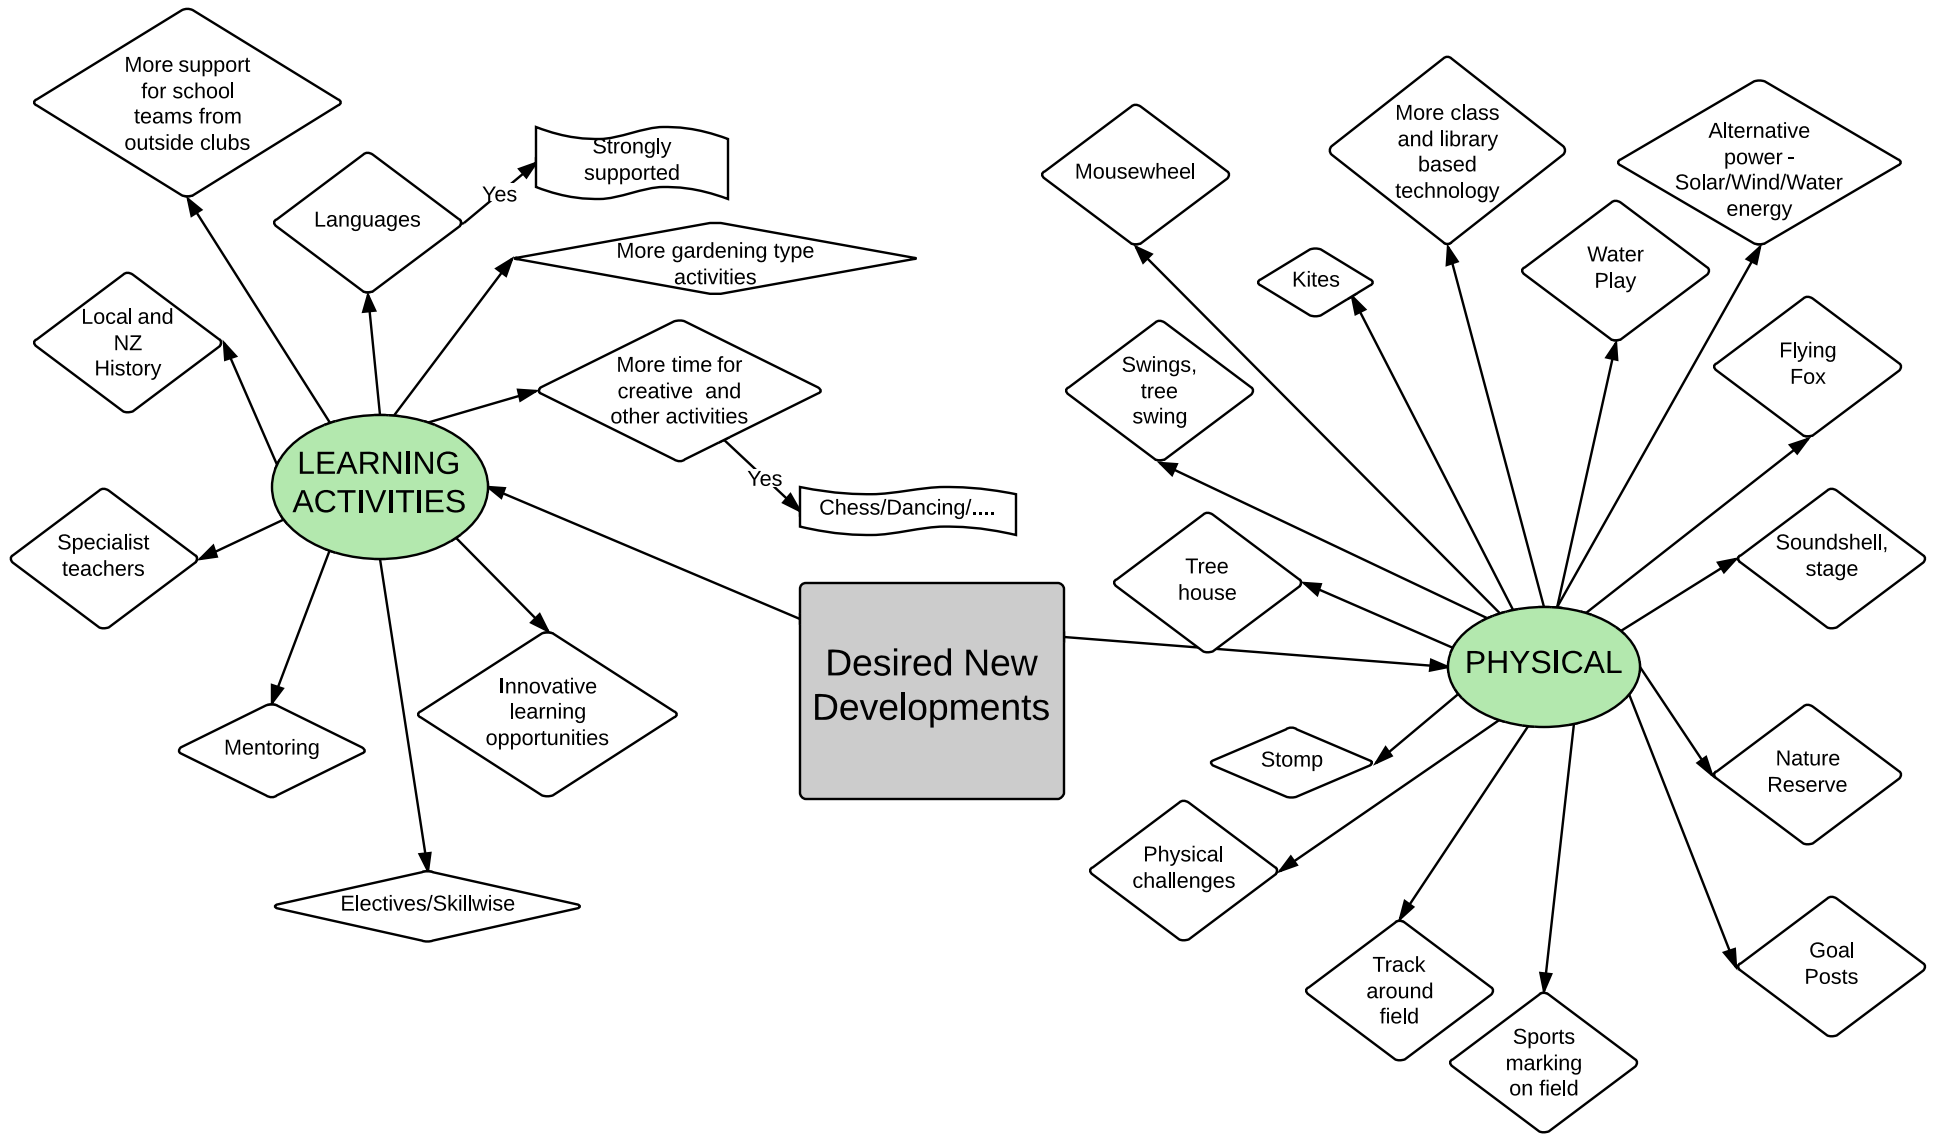 More support
for school
teams from
outside clubs
Languages
Yes
Strongly
supported
More gardening type
activities
Local and
NZ
History
More time for
creative and
other activities
Yes
Chess/Dancing/....
LEARNING
ACTIVITIES
Specialist
teachers
Mentoring
Innovative
learning
opportunities
Electives/Skillwise
Desired New
Developments
Mousewheel
More class
and library
based
technology
Alternative
power -
Solar/Wind/Water
energy
Kites
Water
Play
Swings,
tree
swing
Flying
Fox
Tree
house
Soundshell,
stage
PHYSICAL
Stomp
Nature
Reserve
Physical
challenges
Track
around
field
Goal
Posts
Sports
marking
on field